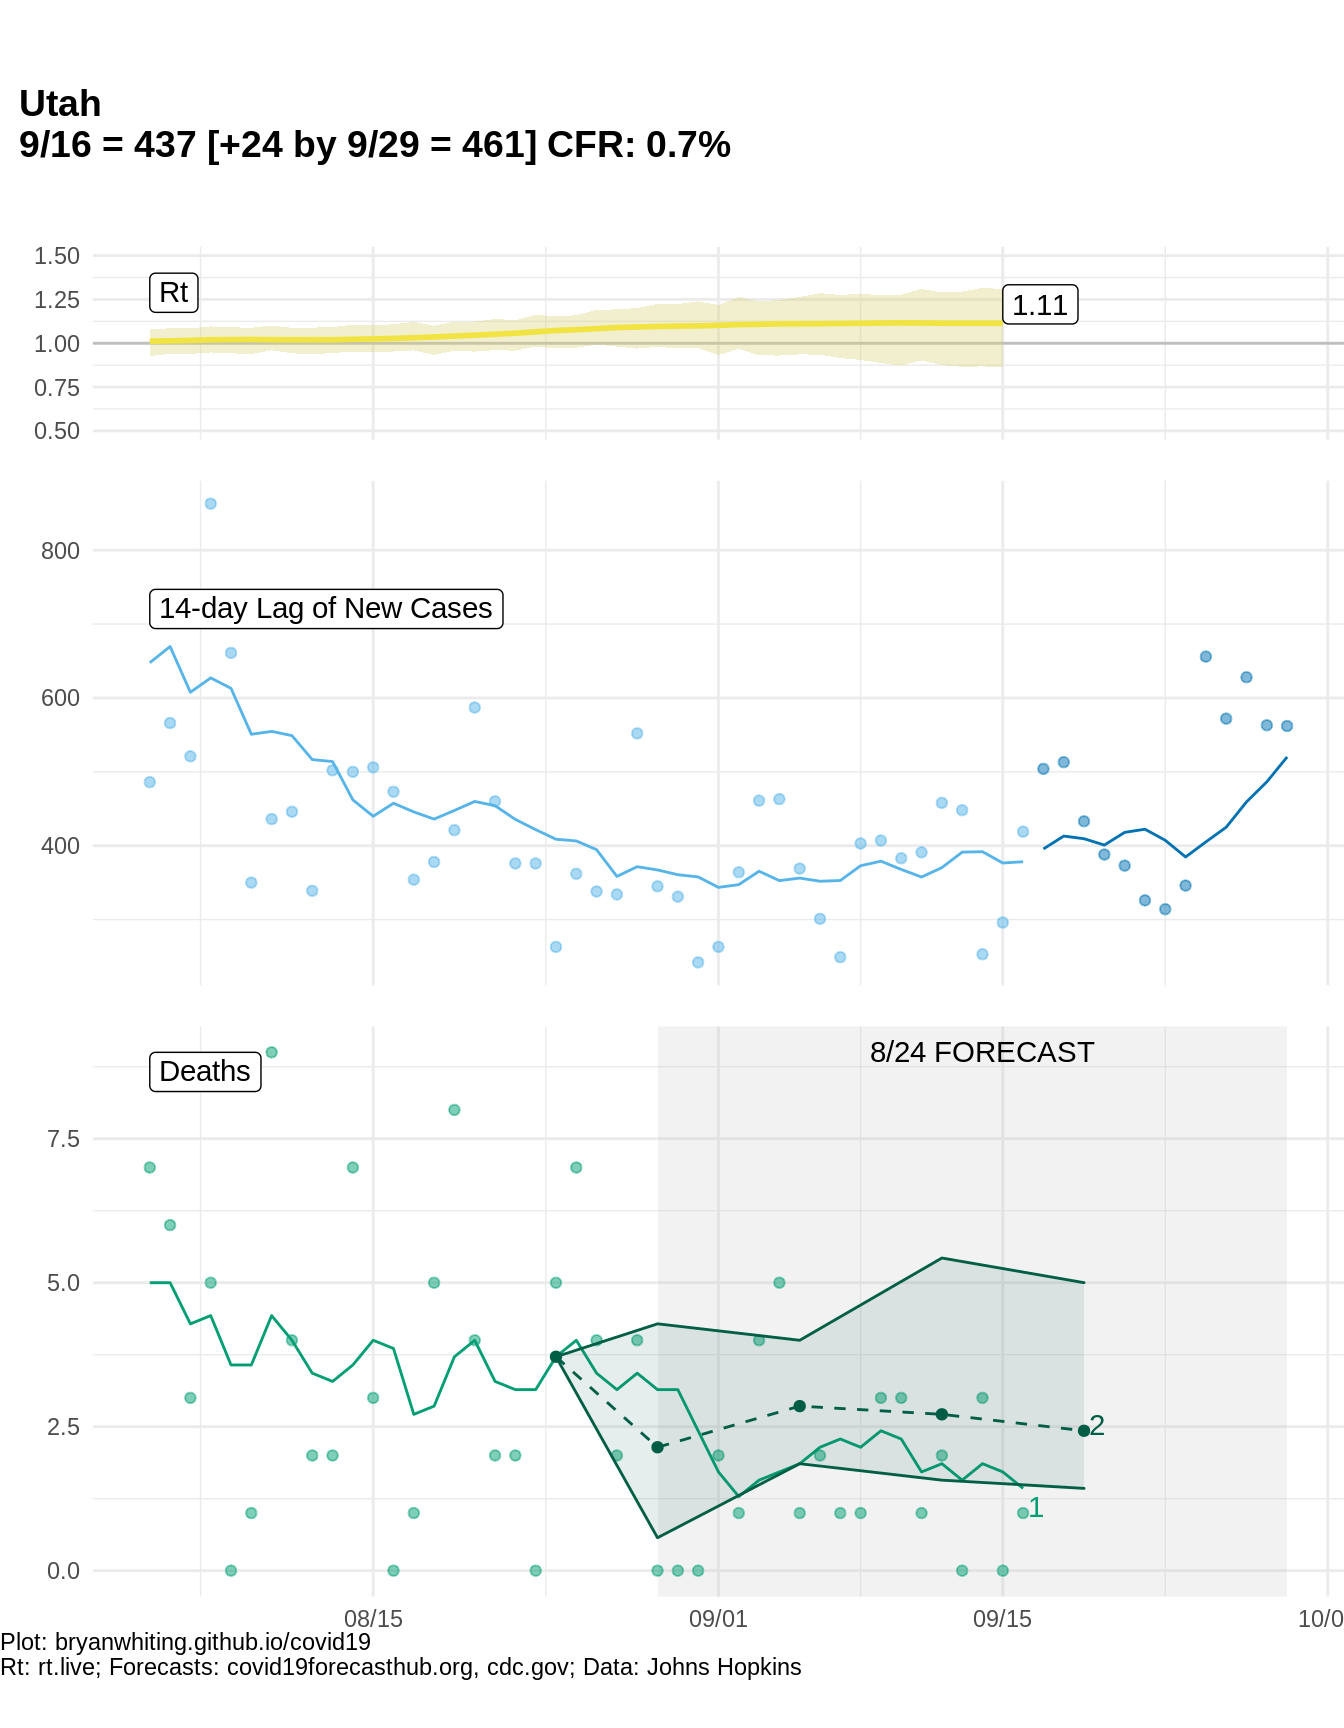 Utah
9/16 = 437 [+24 by 9/29 = 461] CFR: 0.7%
1.50
1.25
1.00
0.75
0.50
Rt
1.11
800
600
400
14-day Lag of New Cases
7.5
5.0
2.5
0.0
Deaths
8/24 FORECAST
2
1
08/15
09/01
09/15
10/0
Plot: bryanwhiting.github.io/covid19
Rt: rt.live; Forecasts: covid19forecasthub.org, cdc.gov; Data: Johns Hopkins